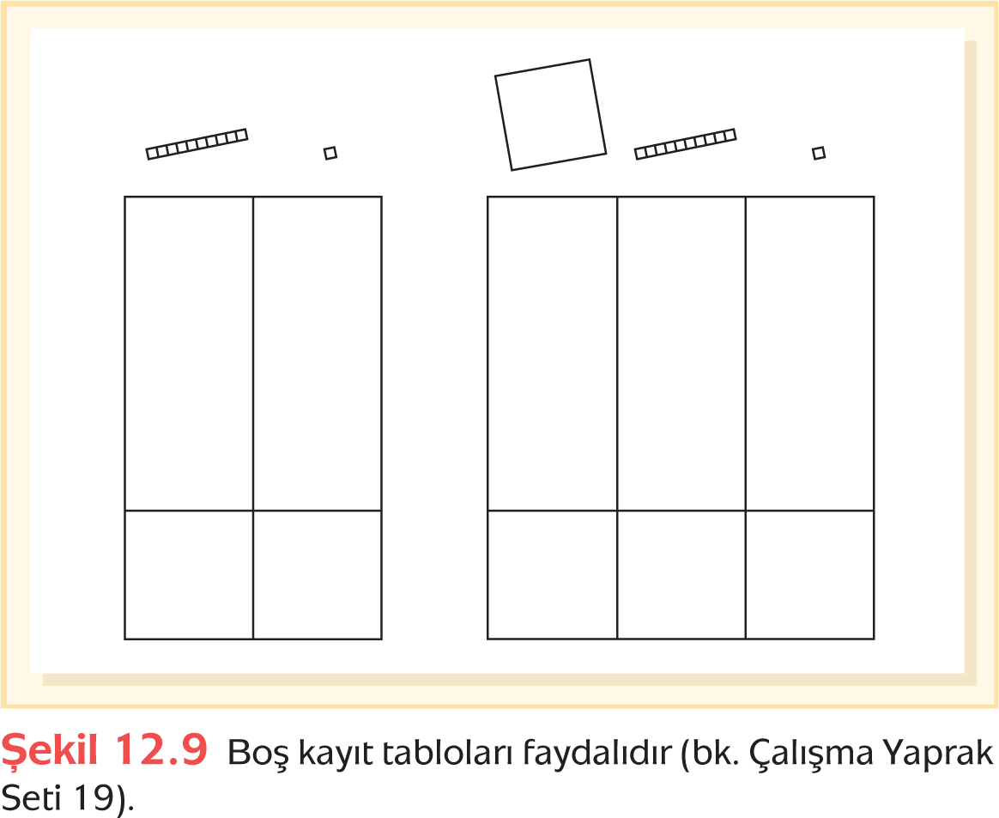 Şekil 12.9 Boş kayıt tabloları faydalıdır (bk. Çalışma Yaprak
Seti 19).